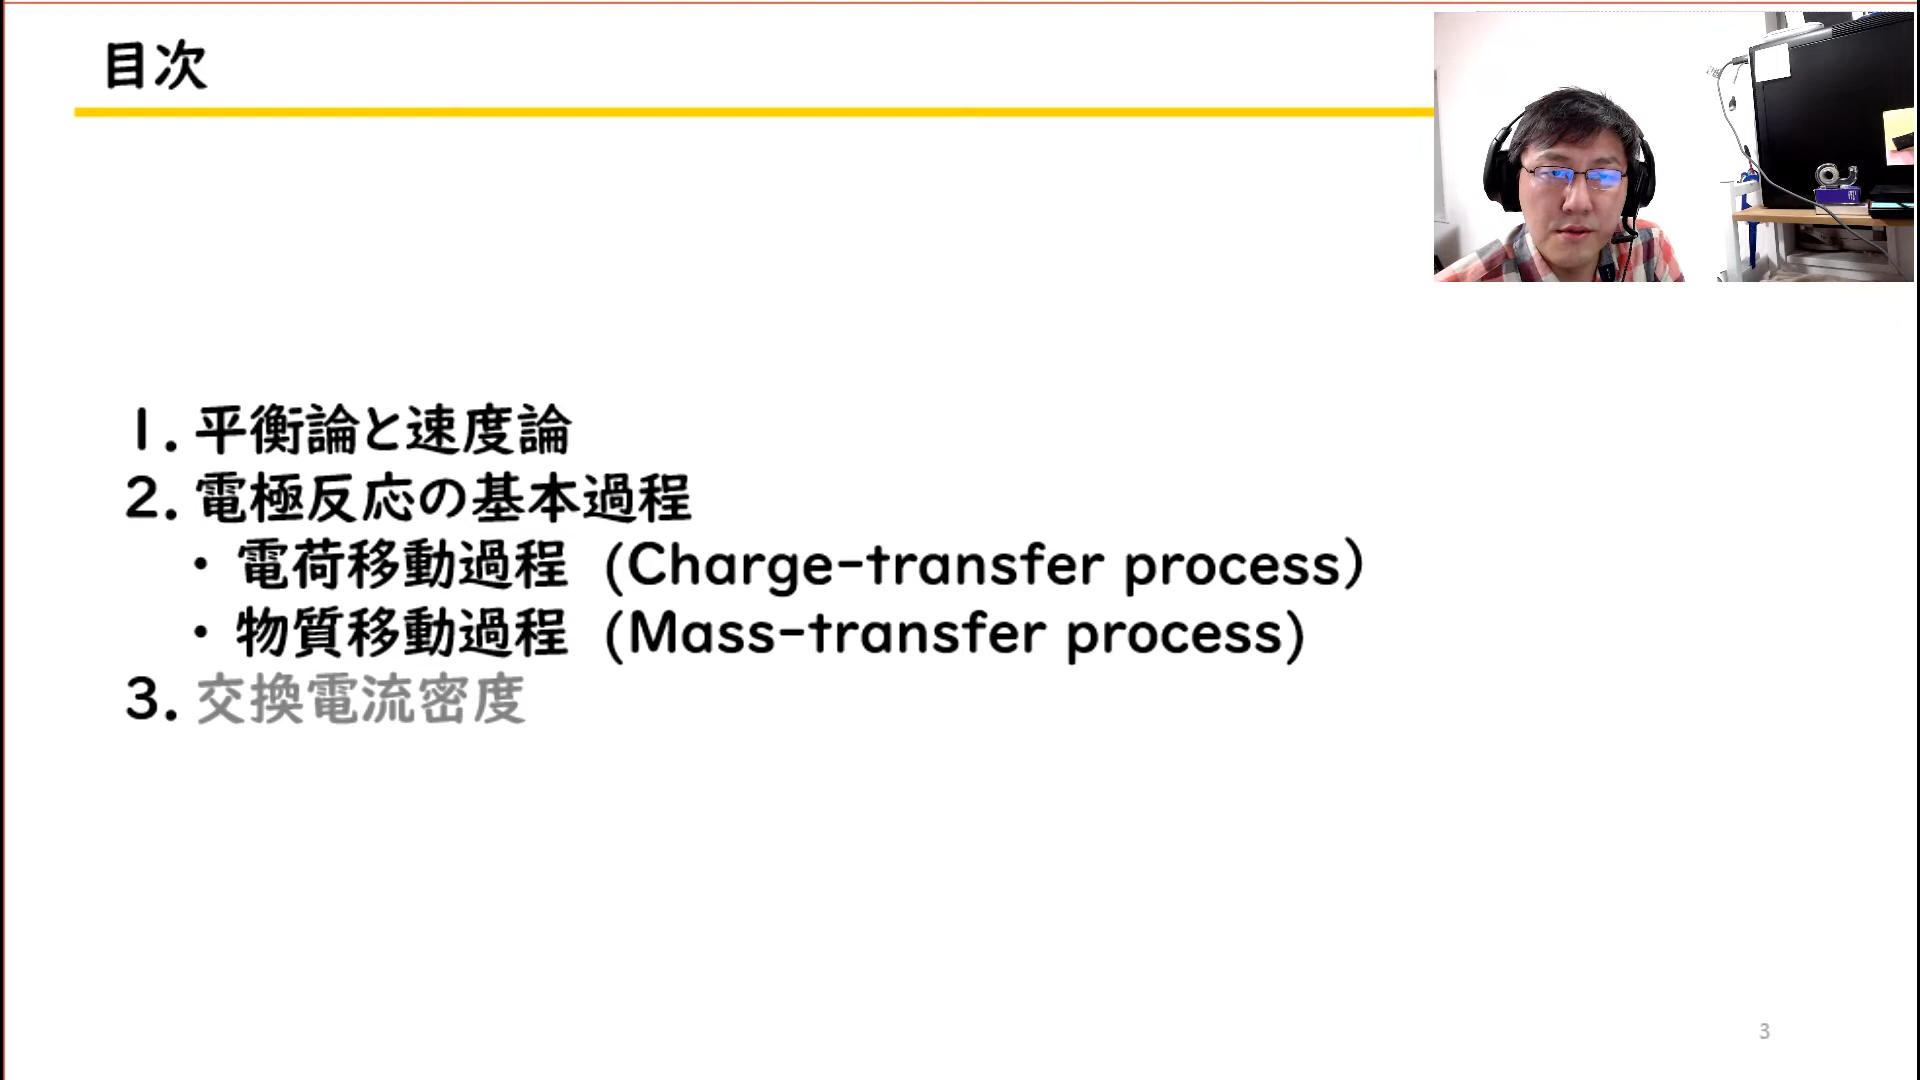 目次
1. 平衡論と速度論
2. 電極反応の基本過程
・電荷移動過程 (Charge-transfer process)
・物質移動過程 (Mass-transfer process)
3. 交換電流密度
3